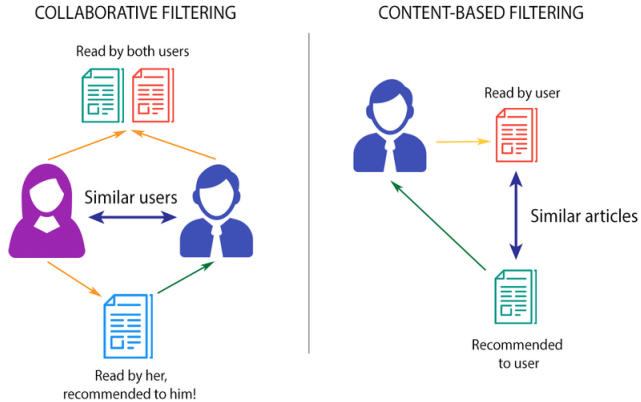 COLLABORATIVE FILTERING
Read by both users
Similar users
Read by her,
recommended to him!
CONTENT-BASED FILTERING
Read by user
Similar articles
Recommended
to user